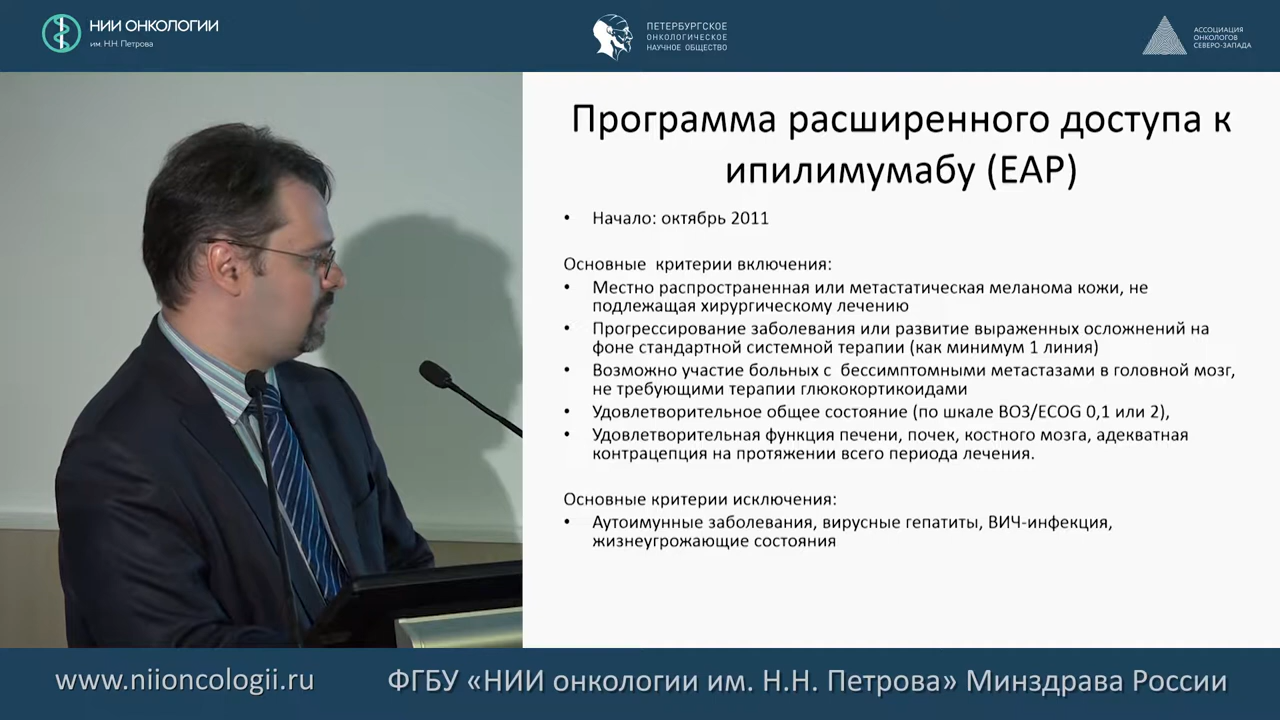 НИИ ОНКОЛОГИИ
им. Н.Н. Петрова
ПЕТЕРБУРГСКОЕ
ОНКОЛОГИЧЕСКОЕ
НАУЧНОЕ ОБЩЕСТВО
АССОЦИАЦИЯ
ОНКОЛОГОВ
СЕВЕРО-ЗАПАДА
Программа расширенного доступа к
ипилимумабу (EAP)
• Начало: октябрь 2011
Основные критерии включения:
• Местно распространенная или метастатическая меланома кожи, не
подлежащая хирургическому лечению
• Прогрессирование заболевания или развитие выраженных осложнений на
фоне стандартной системной терапии (как минимум 1 линия)
• Возможно участие больных с бессимптомными метастазами в головной мозг,
не требующими терапии глюкокортикоидами
• Удовлетворительное общее состояние (по шкале ВОЗ/ECOG 0,1 или 2),
• Удовлетворительная функция печени, почек, костного мозга, адекватная
контрацепция на протяжении всего периода лечения.
Основные критерии исключения:
• Аутоимунные заболевания, вирусные гепатиты, ВИЧ-инфекция,
жизнеугрожающие состояния
www.niioncologii.ru
ФГБУ «НИИ онкологии им. Н.Н. Петрова» Минздрава России